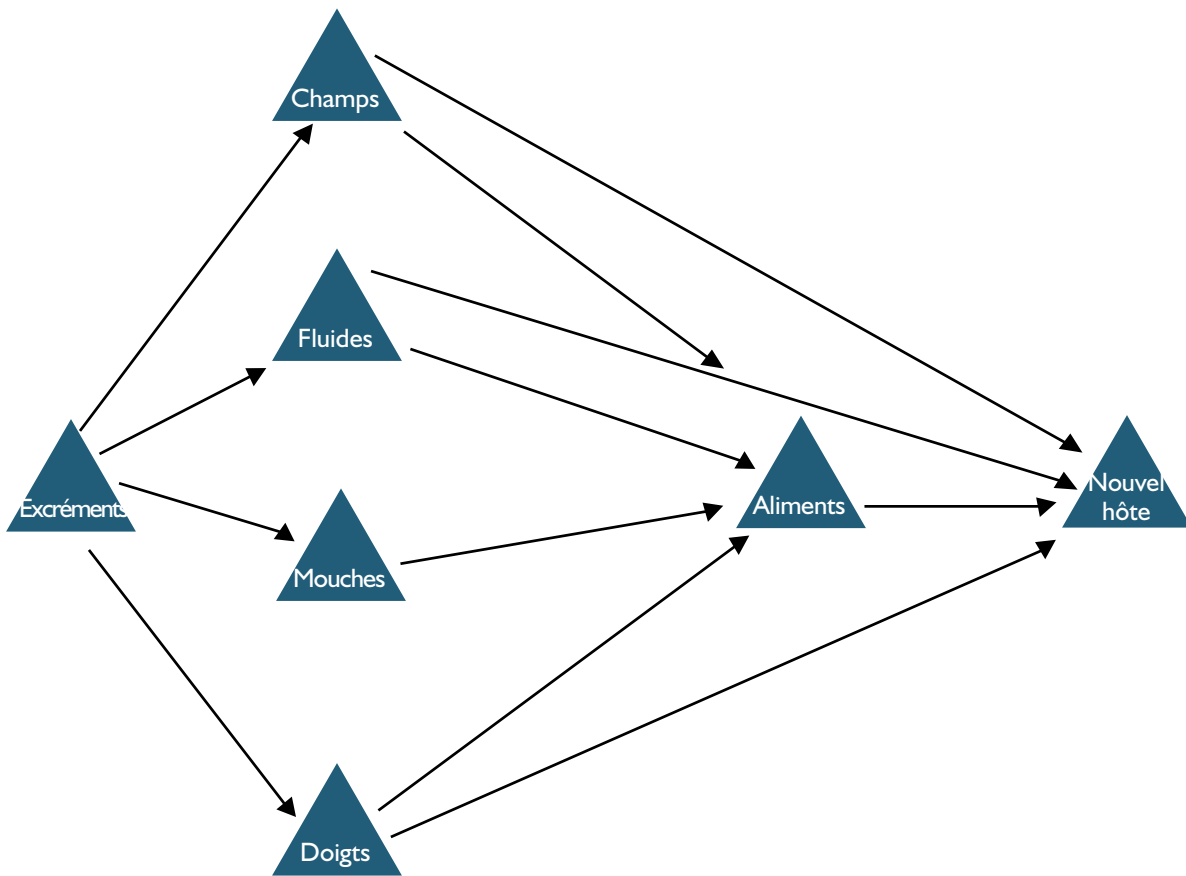 Champs
Fluides
Excréments
Mouches
Aliments
Nouvel
hôte
Doigts